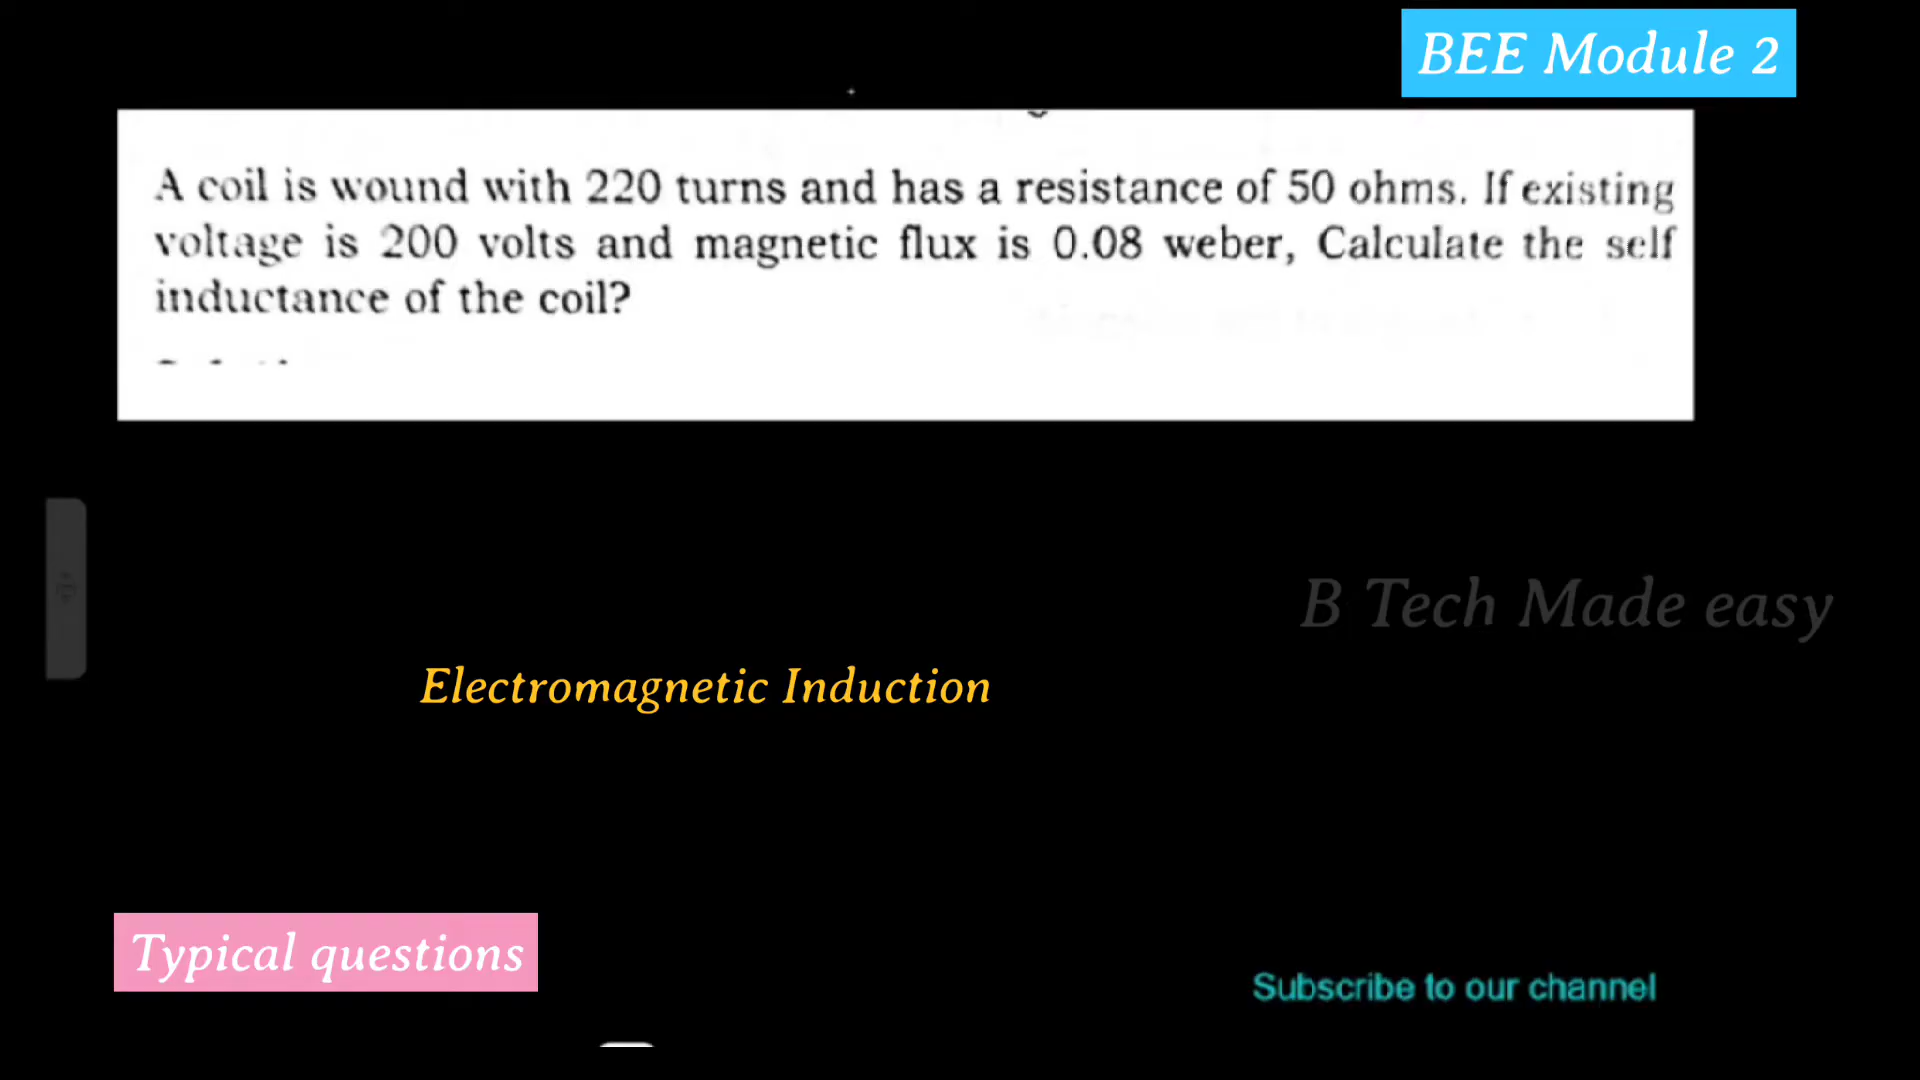 BEE Module 2
A coil is wound with 220 turns and has a resistance of 50 ohms. If existing
voltage is 200 volts and magnetic flux is 0.08 weber, Calculate the self
inductance of the coil?
B Tech Made easy
Electromagnetic Induction
Typical questions
Subscribe to our channel